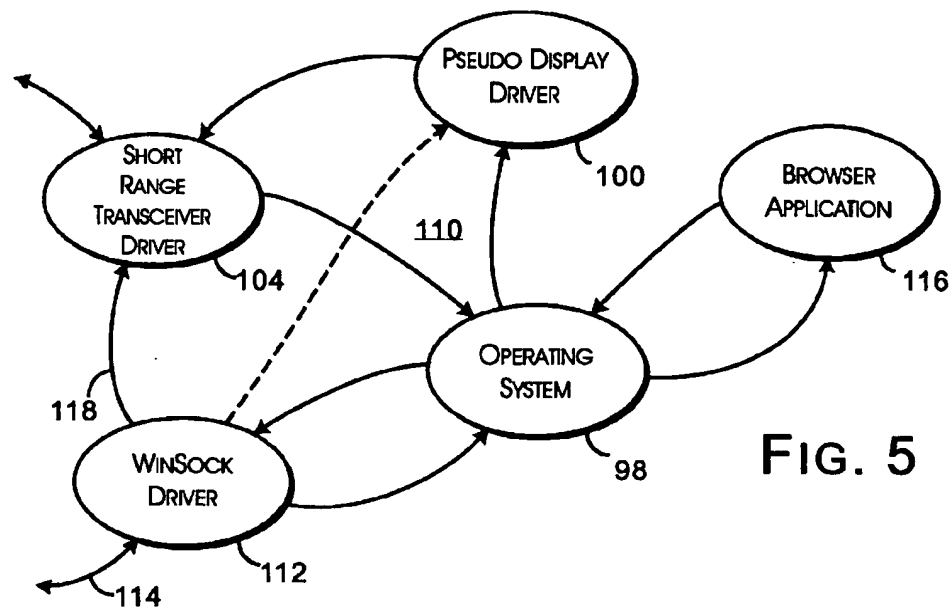 PSEUDO DISPLAY
DRIVER
100
SHORT
RANGE
TRANSCEIVER
DRIVER
104
110
BROWSER
APPLICATION
116
OPERATING
SYSTEM
98
118
WINSOCK
DRIVER
112
114
FIG. 5